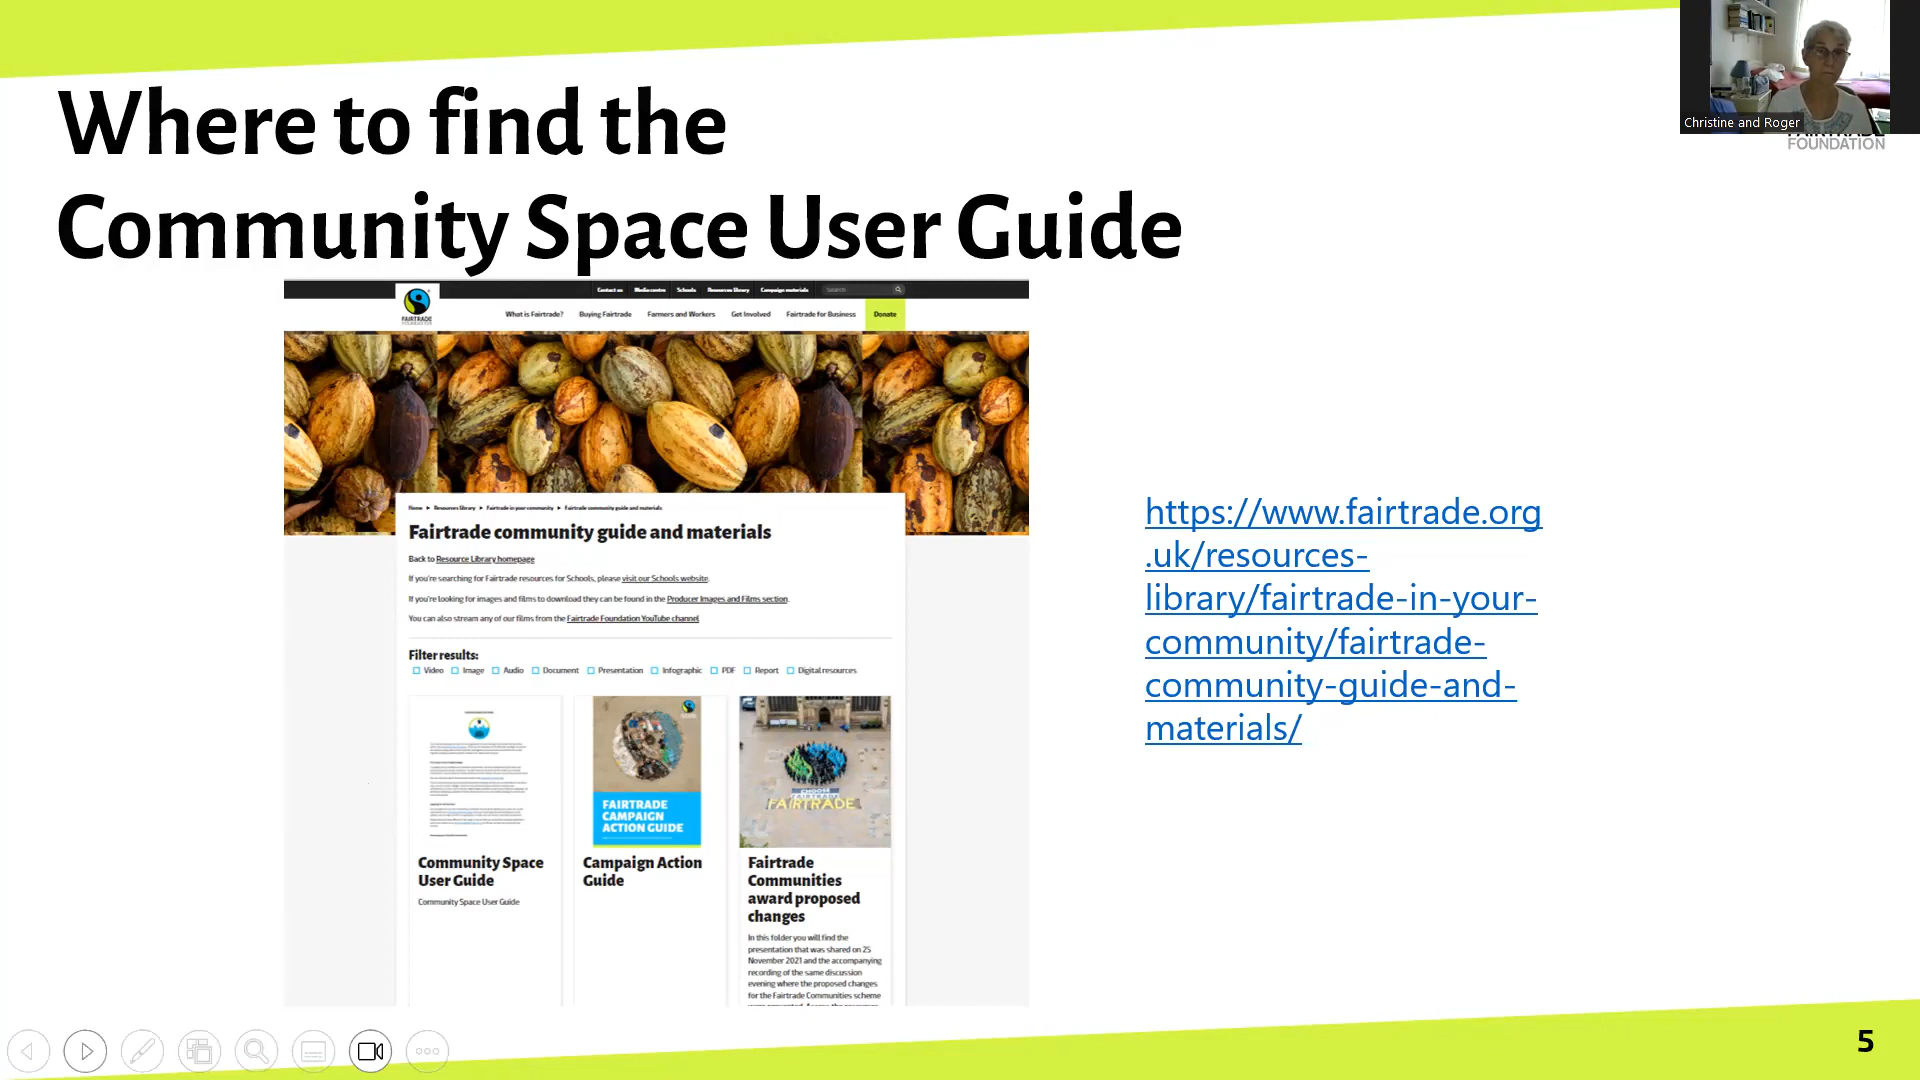 Where to find the
Community Space User Guide
Christine and Roger
FAIRTRADE
FOUNDATION
Contact us Media centre Schools Resources library Campaign materials Search
FAIRTRADE
FOUNDATION
What is Fairtrade? Buying Fairtrade Farmers and Workers Get Involved Fairtrade for Business Donate
Home Resources library Fairtrade in your community Fairtrade community guide and materials
Fairtrade community guide and materials
Back to Resource Library homepage
If you're searching for Fairtrade resources for Schools, please visit our Schools website.
If you're looking for images and films to download they can be found in the Producer Images and Films section.
You can also stream any of our films from the Fairtrade Foundation YouTube channel
Filter results:
Video Image Audio Document Presentation Infographic PDF Report Digital resources
FAIRTRADE
CAMPAIGN
ACTION GUIDE
CHOOSE
FAIRTRADE
FAIRTRADE
Community Space
User Guide
Community Space User Guide
Campaign Action
Guide
Fairtrade
Communities
award proposed
changes
In this folder you will find the
presentation that was shared on 25
November 2021 and the accompanying
recording of the same discussion
evening where the proposed changes
for the Fairtrade Communities scheme
https://www.fairtrade.org
.uk/resources-
library/fairtrade-in-your-
community/fairtrade-
community-guide-and-
materials/
5